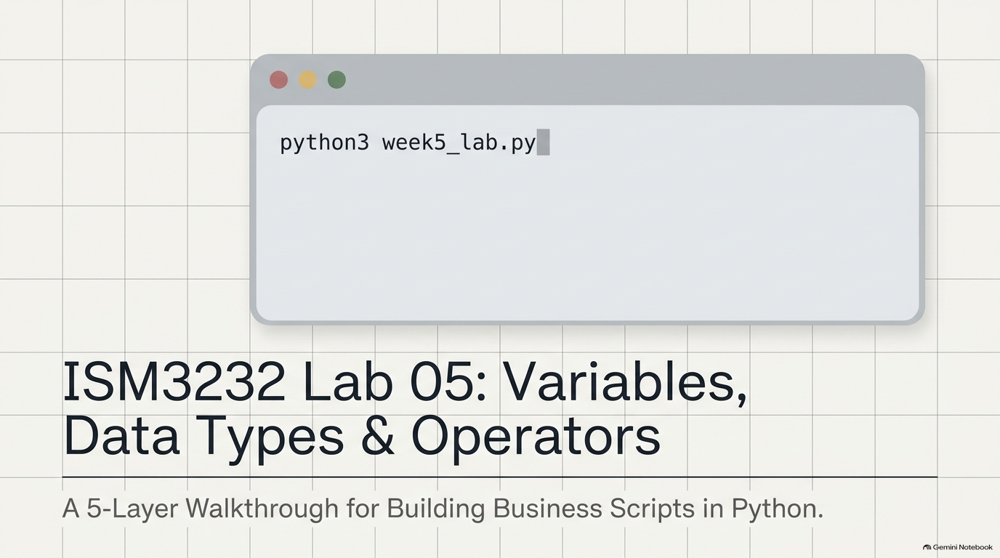 python3 week5_lab.py
ISM3232 Lab 05: Variables,
Data Types & Operators
A 5-Layer Walkthrough for Building Business Scripts in Python.
Gemini Notebook